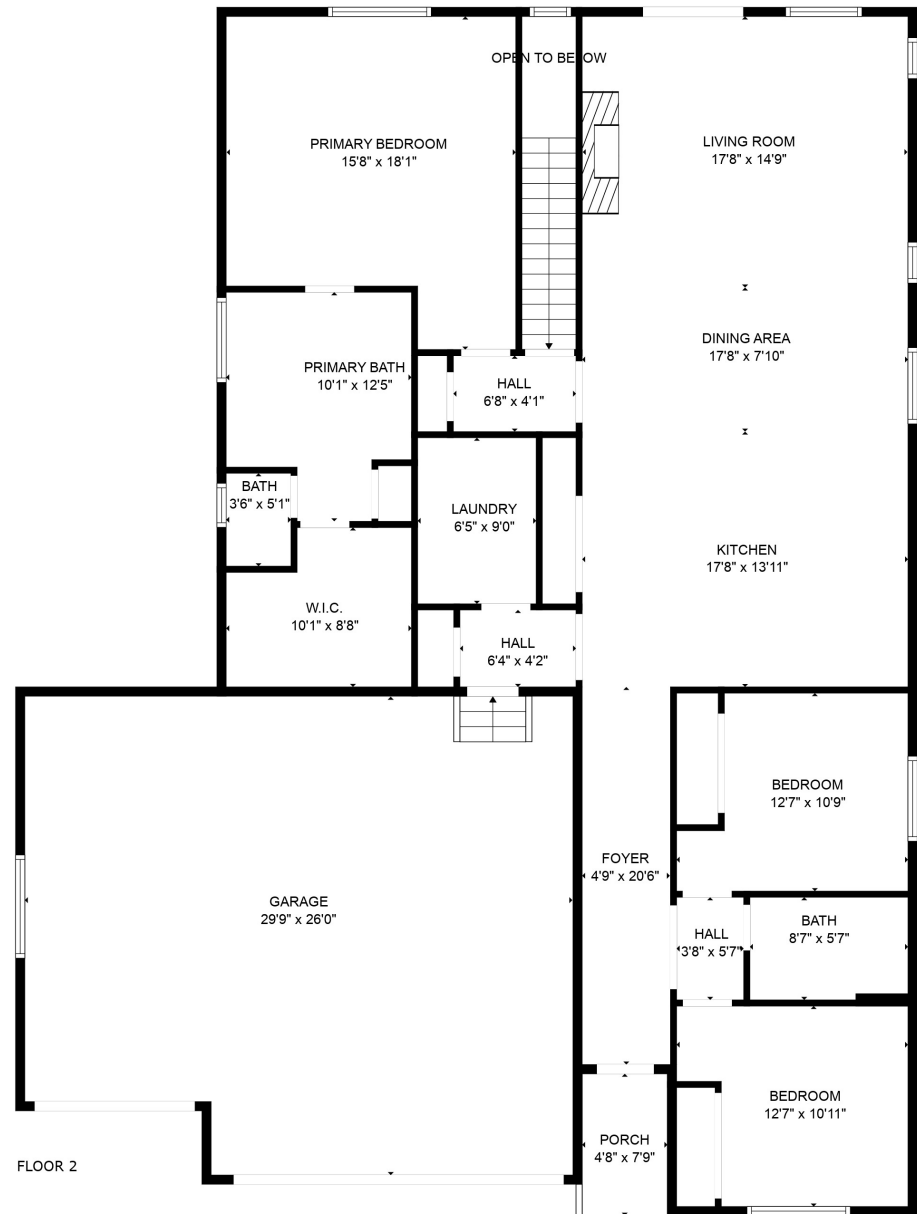 OPEN TO BELOW
PRIMARY BEDROOM
15'8" x 18'1"
LIVING ROOM
17'8" x 14'9"
DINING AREA
17'8" x 7'10"
PRIMARY BATH
10'1" x 12'5"
HALL
6'8" x 4'1"
BATH
3'6" x 5'1"
LAUNDRY
6'5" x 9'0"
KITCHEN
17'8" x 13'11"
W.I.C.
10'1" x 8'8"
HALL
6'4" x 4'2"
BEDROOM
12'7" x 10'9"
FOYER
4'9" x 20'6"
GARAGE
29'9" x 26'0"
HALL
3'8" x 5'7"
BATH
8'7" x 5'7"
BEDROOM
12'7" x 10'11"
PORCH
4'8" x 7'9"
FLOOR 2